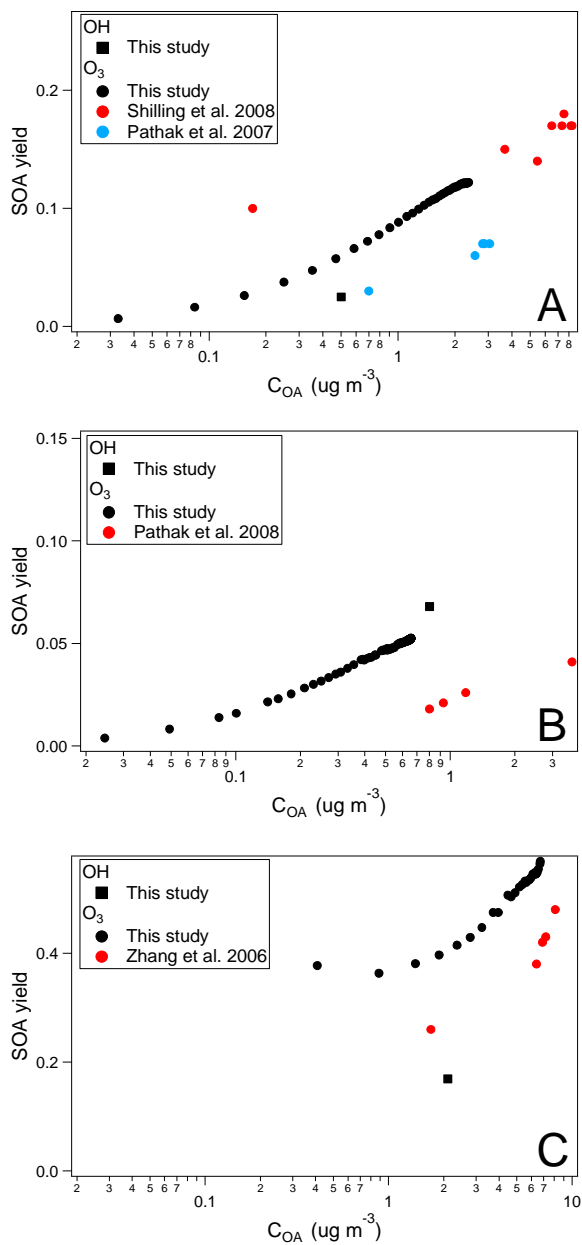 OH
This study
O3
This study
Shilling et al. 2008
Pathak et al. 2007
0.2
0.1
0.0
SOA yield
A
2 3 4 5 6 7 8 2 3 4 5 6 7 8 2 3 4 5 6 7 8
0.1 1
COA (ug m-3)
OH
This study
O3
This study
Pathak et al. 2008
0.15
0.10
0.05
0.00
SOA yield
B
2 3 4 5 6 7 8 9 2 3 4 5 6 7 8 9 2 3
0.1 1
COA (ug m-3)
OH
This study
O3
This study
Zhang et al. 2006
0.4
0.2
0.0
SOA yield
C
2 3 4 5 6 7 2 3 4 5 6 7 2 3 4 5 6 7
0.1 1 10
COA (ug m-3)